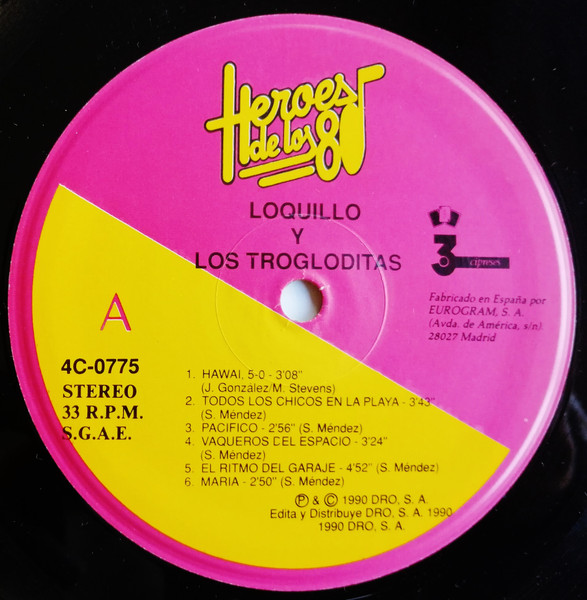 Heroes
de los 80
LOQUILLO
Y
LOS TROGLODITAS
3 cipreses
Fabricado en España por
EUROGRAM, S. A.
(Avda. de América, s/n).
28027 Madrid
A
4C-0775
STEREO
33 R.P.M.
S.G.A.E.
1. HAWAI, 5-0 - 3'08"
(J. González/M. Stevens)
2. TODOS LOS CHICOS EN LA PLAYA - 3'43"
(S. Méndez)
3. PACIFICO - 2'56" (S. Méndez)
4. VAQUEROS DEL ESPACIO - 3'24"
(S. Méndez)
5. EL RITMO DEL GARAJE - 4'52" (S. Méndez)
6. MARIA - 2'50" (S. Méndez)
Ⓟ & Ⓒ 1990 DRO, S. A.
Edita y Distribuye DRO, S. A. 1990
1990 DRO, S. A.